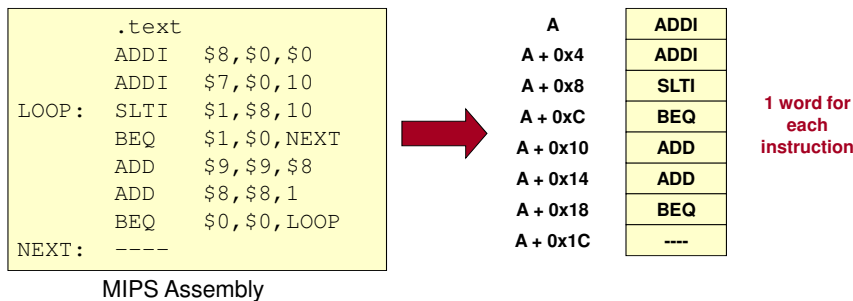 .text
ADDI $8,$0,$0
ADDI $7,$0,10
LOOP: SLTI $1,$8,10
BEQ $1,$0,NEXT
ADD $9,$9,$8
ADD $8,$8,1
BEQ $0,$0,LOOP
NEXT: ----
MIPS Assembly
A ADDI
A + 0x4 ADDI
A + 0x8 SLTI
A + 0xC BEQ
A + 0x10 ADD
A + 0x14 ADD
A + 0x18 BEQ
A + 0x1C ----
1 word for
each
instruction